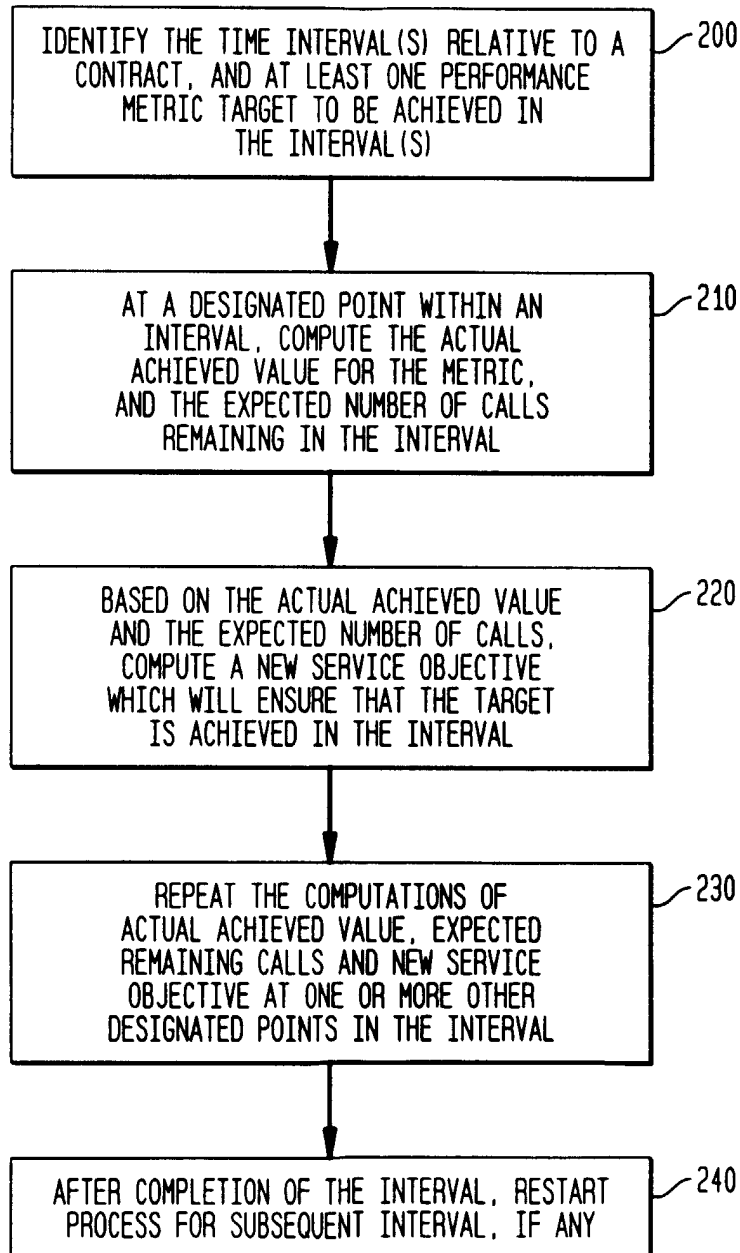 IDENTIFY THE TIME INTERVAL(S) RELATIVE TO A
CONTRACT, AND AT LEAST ONE PERFORMANCE
METRIC TARGET TO BE ACHIEVED IN
THE INTERVAL(S)
200
AT A DESIGNATED POINT WITHIN AN
INTERVAL, COMPUTE THE ACTUAL
ACHIEVED VALUE FOR THE METRIC,
AND THE EXPECTED NUMBER OF CALLS
REMAINING IN THE INTERVAL
210
BASED ON THE ACTUAL ACHIEVED VALUE
AND THE EXPECTED NUMBER OF CALLS,
COMPUTE A NEW SERVICE OBJECTIVE
WHICH WILL ENSURE THAT THE TARGET
IS ACHIEVED IN THE INTERVAL
220
REPEAT THE COMPUTATIONS OF
ACTUAL ACHIEVED VALUE, EXPECTED
REMAINING CALLS AND NEW SERVICE
OBJECTIVE AT ONE OR MORE OTHER
DESIGNATED POINTS IN THE INTERVAL
230
AFTER COMPLETION OF THE INTERVAL, RESTART
PROCESS FOR SUBSEQUENT INTERVAL, IF ANY
240